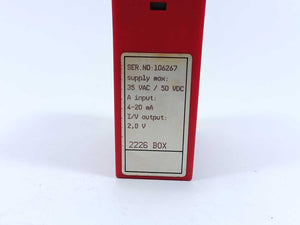 SER.NO:106267
supply max:
35 VAC / 50 VDC
A input:
4-20 mA
I/V output:
2,0 V
2226 BOX